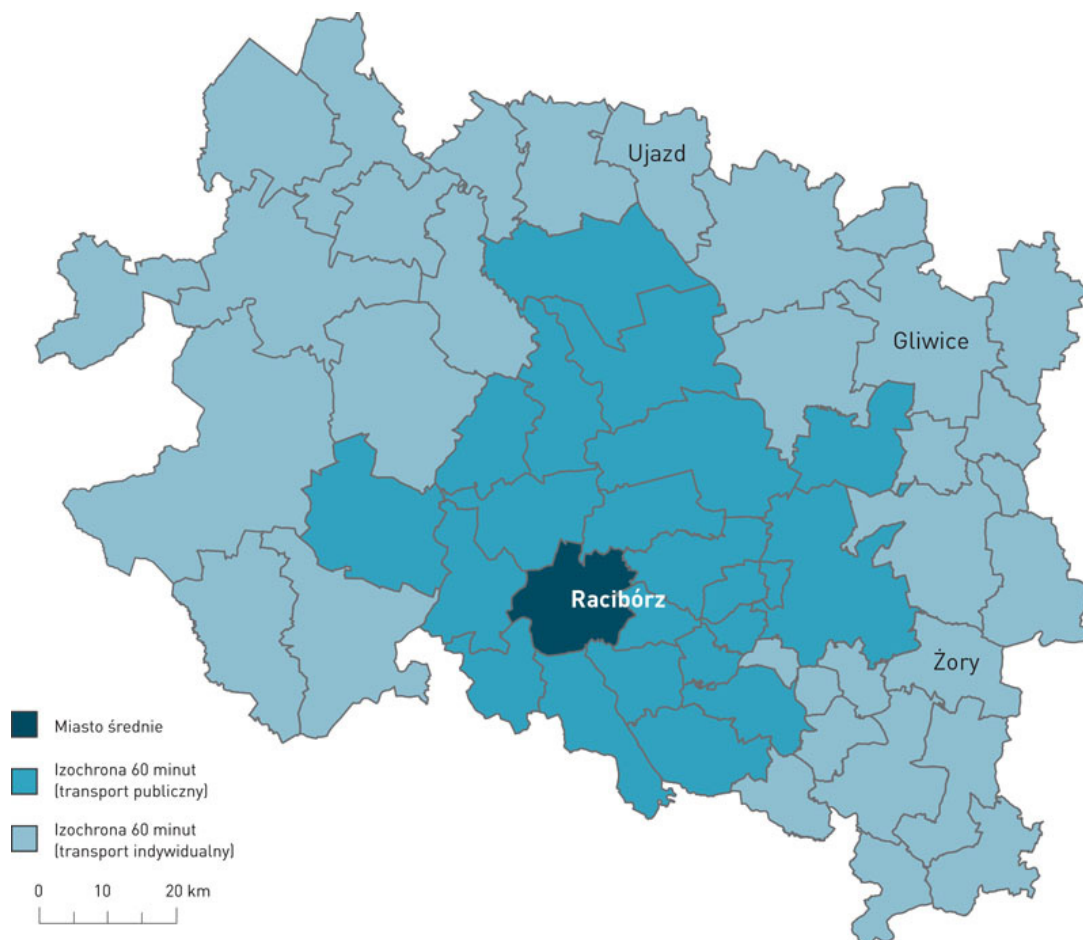 Ujazd
Gliwice
Racibórz
Żory
Miasto średnie
Izochrona 60 minut
(transport publiczny)
Izochrona 60 minut
(transport indywidualny)
0 10 20 km